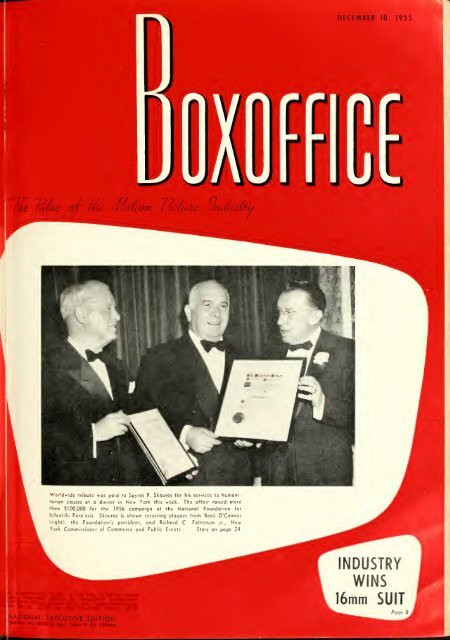 DECEMBER 10, 1955
BOXOFFICE
The Pulse of the Motion Picture Industry
Worldwide tribute was paid to Spyros P. Skouras for his services to humani-
tarian causes at a dinner in New York this week. The affair raised more
than $100,000 for the 1956 campaign of the National Foundation for
Infantile Paralysis. Skouras is shown receiving plaques from Basil O'Connor
(right), the Foundation's president, and Richard C. Patterson jr., New
York Commissioner of Commerce and Public Events . . . Story on page 24
INDUSTRY
WINS
16mm SUIT
Page 8
NATIONAL EXECUTIVE EDITION